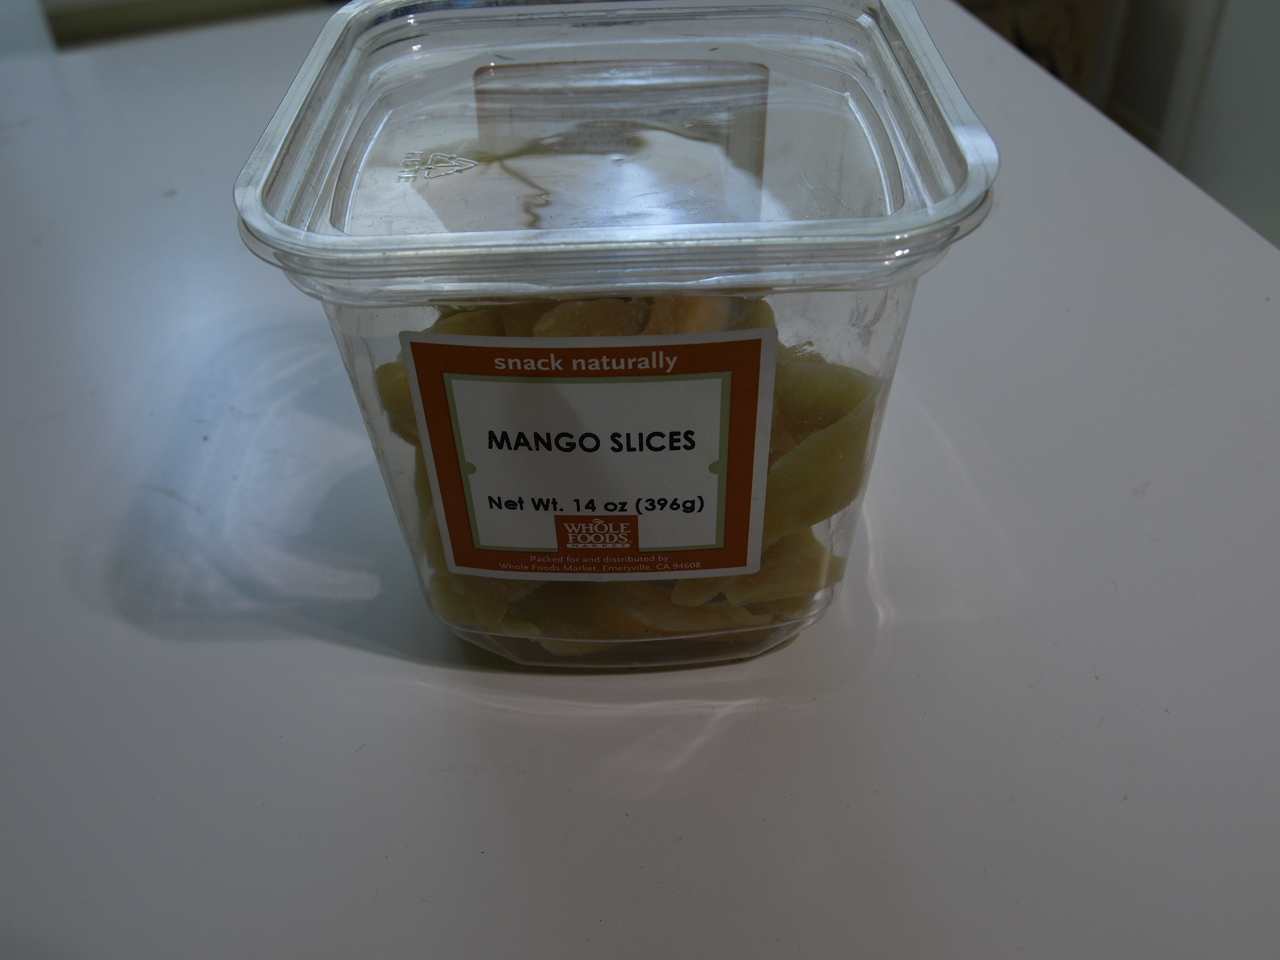 snack naturally
MANGO SLICES
Net Wt. 14 oz (396g)
WHOLE
FOODS
MARKET
Packed for and distributed by
Whole Foods Market, Emeryville, CA 94608